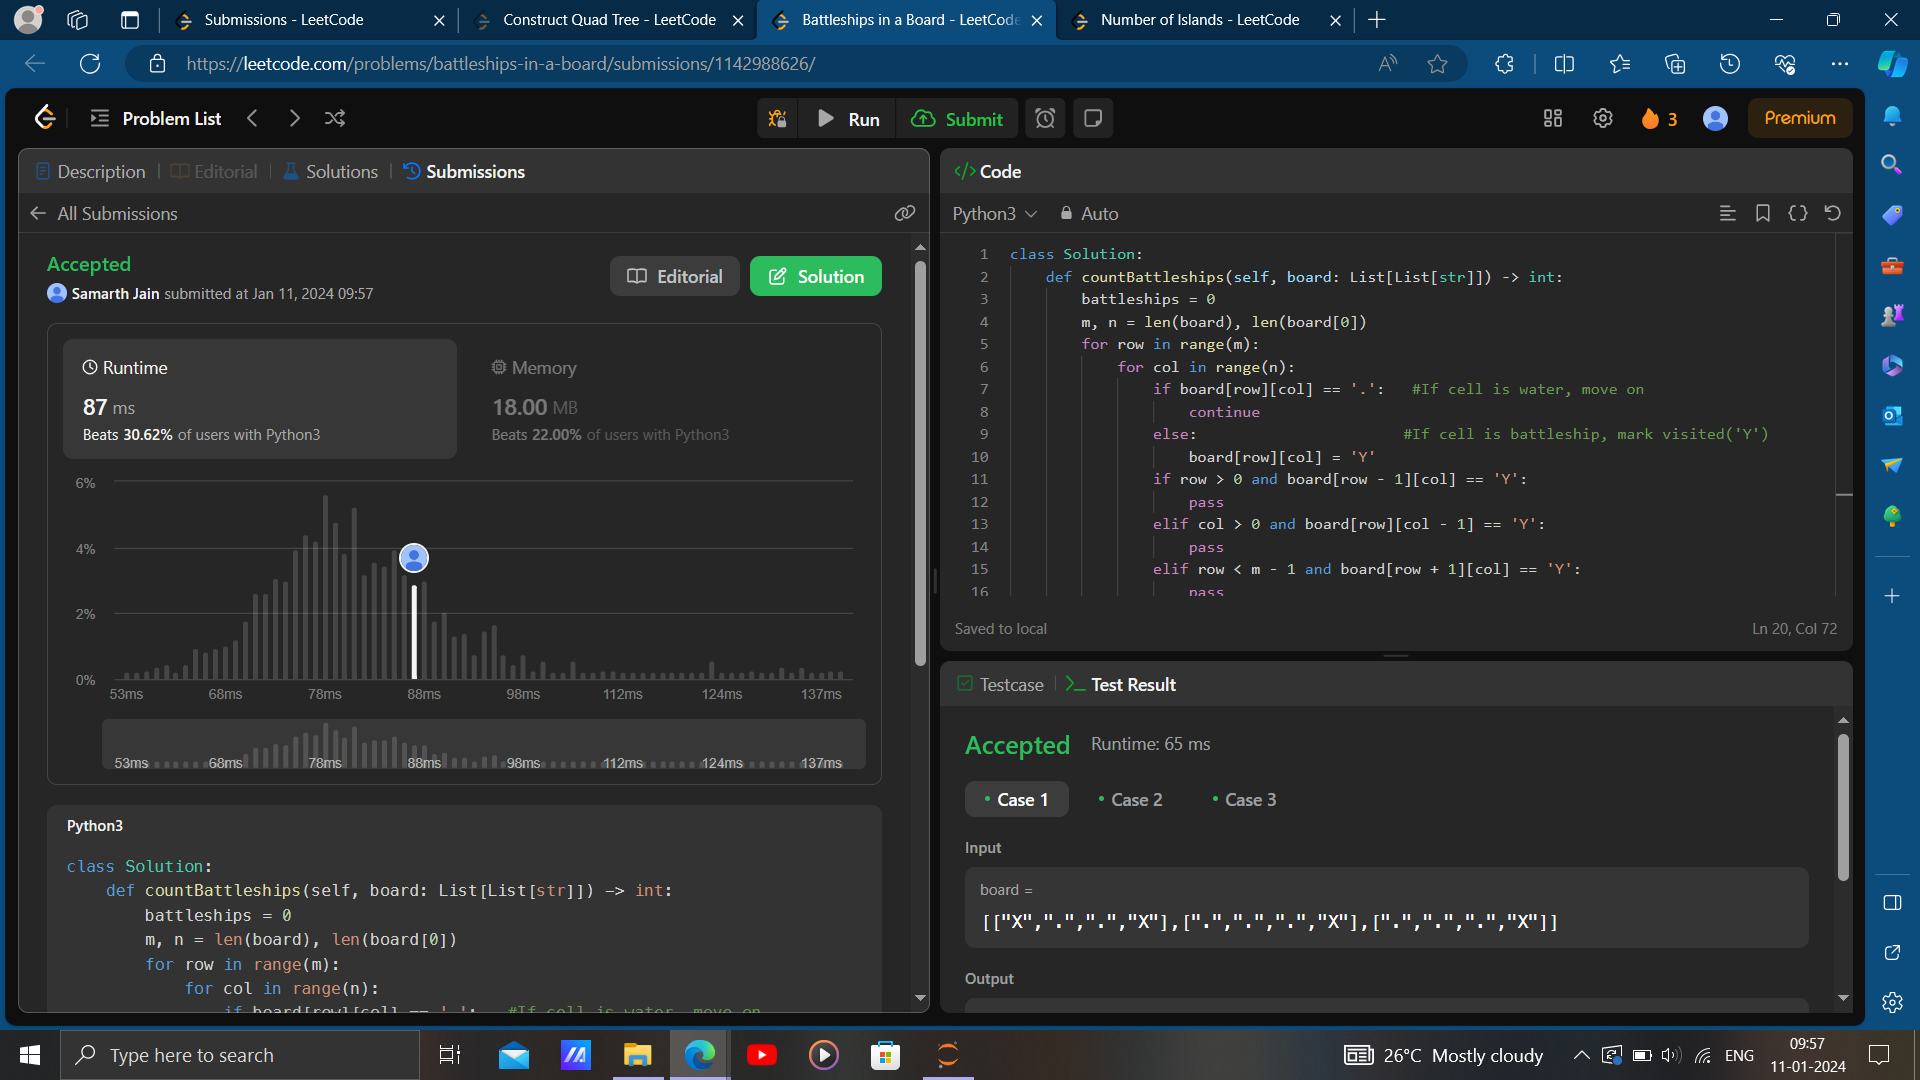 Submissions - LeetCode
Construct Quad Tree - LeetCode
Battleships in a Board - LeetCode
Number of Islands - LeetCode
https://leetcode.com/problems/battleships-in-a-board/submissions/1142988626/
Problem List
Run
Submit
3
Premium
Description
Editorial
Solutions
Submissions
All Submissions
Accepted
Samarth Jain submitted at Jan 11, 2024 09:57
Editorial
Solution
Runtime
87 ms
Beats 30.62% of users with Python3
Memory
18.00 MB
Beats 22.00% of users with Python3
6%
4%
2%
0%
53ms 68ms 78ms 88ms 98ms 112ms 124ms 137ms
53ms 68ms 78ms 88ms 98ms 112ms 124ms 137ms
Python3
class Solution:
def countBattleships(self, board: List[List[str]]) -> int:
battleships = 0
m, n = len(board), len(board[0])
for row in range(m):
for col in range(n):
if board[row][col] == '.': #If cell is water, move on
Code
Python3
Auto
1 class Solution:
2 def countBattleships(self, board: List[List[str]]) -> int:
3 battleships = 0
4 m, n = len(board), len(board[0])
5 for row in range(m):
6 for col in range(n):
7 if board[row][col] == '.': #If cell is water, move on
8 continue
9 else: #If cell is battleship, mark visited('Y')
10 board[row][col] = 'Y'
11 if row > 0 and board[row - 1][col] == 'Y':
12 pass
13 elif col > 0 and board[row][col - 1] == 'Y':
14 pass
15 elif row < m - 1 and board[row + 1][col] == 'Y':
16 pass
Saved to local
Ln 20, Col 72
Testcase
Test Result
Accepted
Runtime: 65 ms
Case 1
Case 2
Case 3
Input
board =
[["X",".",".","X"],[".",".",".","X"],[".",".",".","X"]]
Output
Type here to search
26°C Mostly cloudy
ENG
09:57
11-01-2024